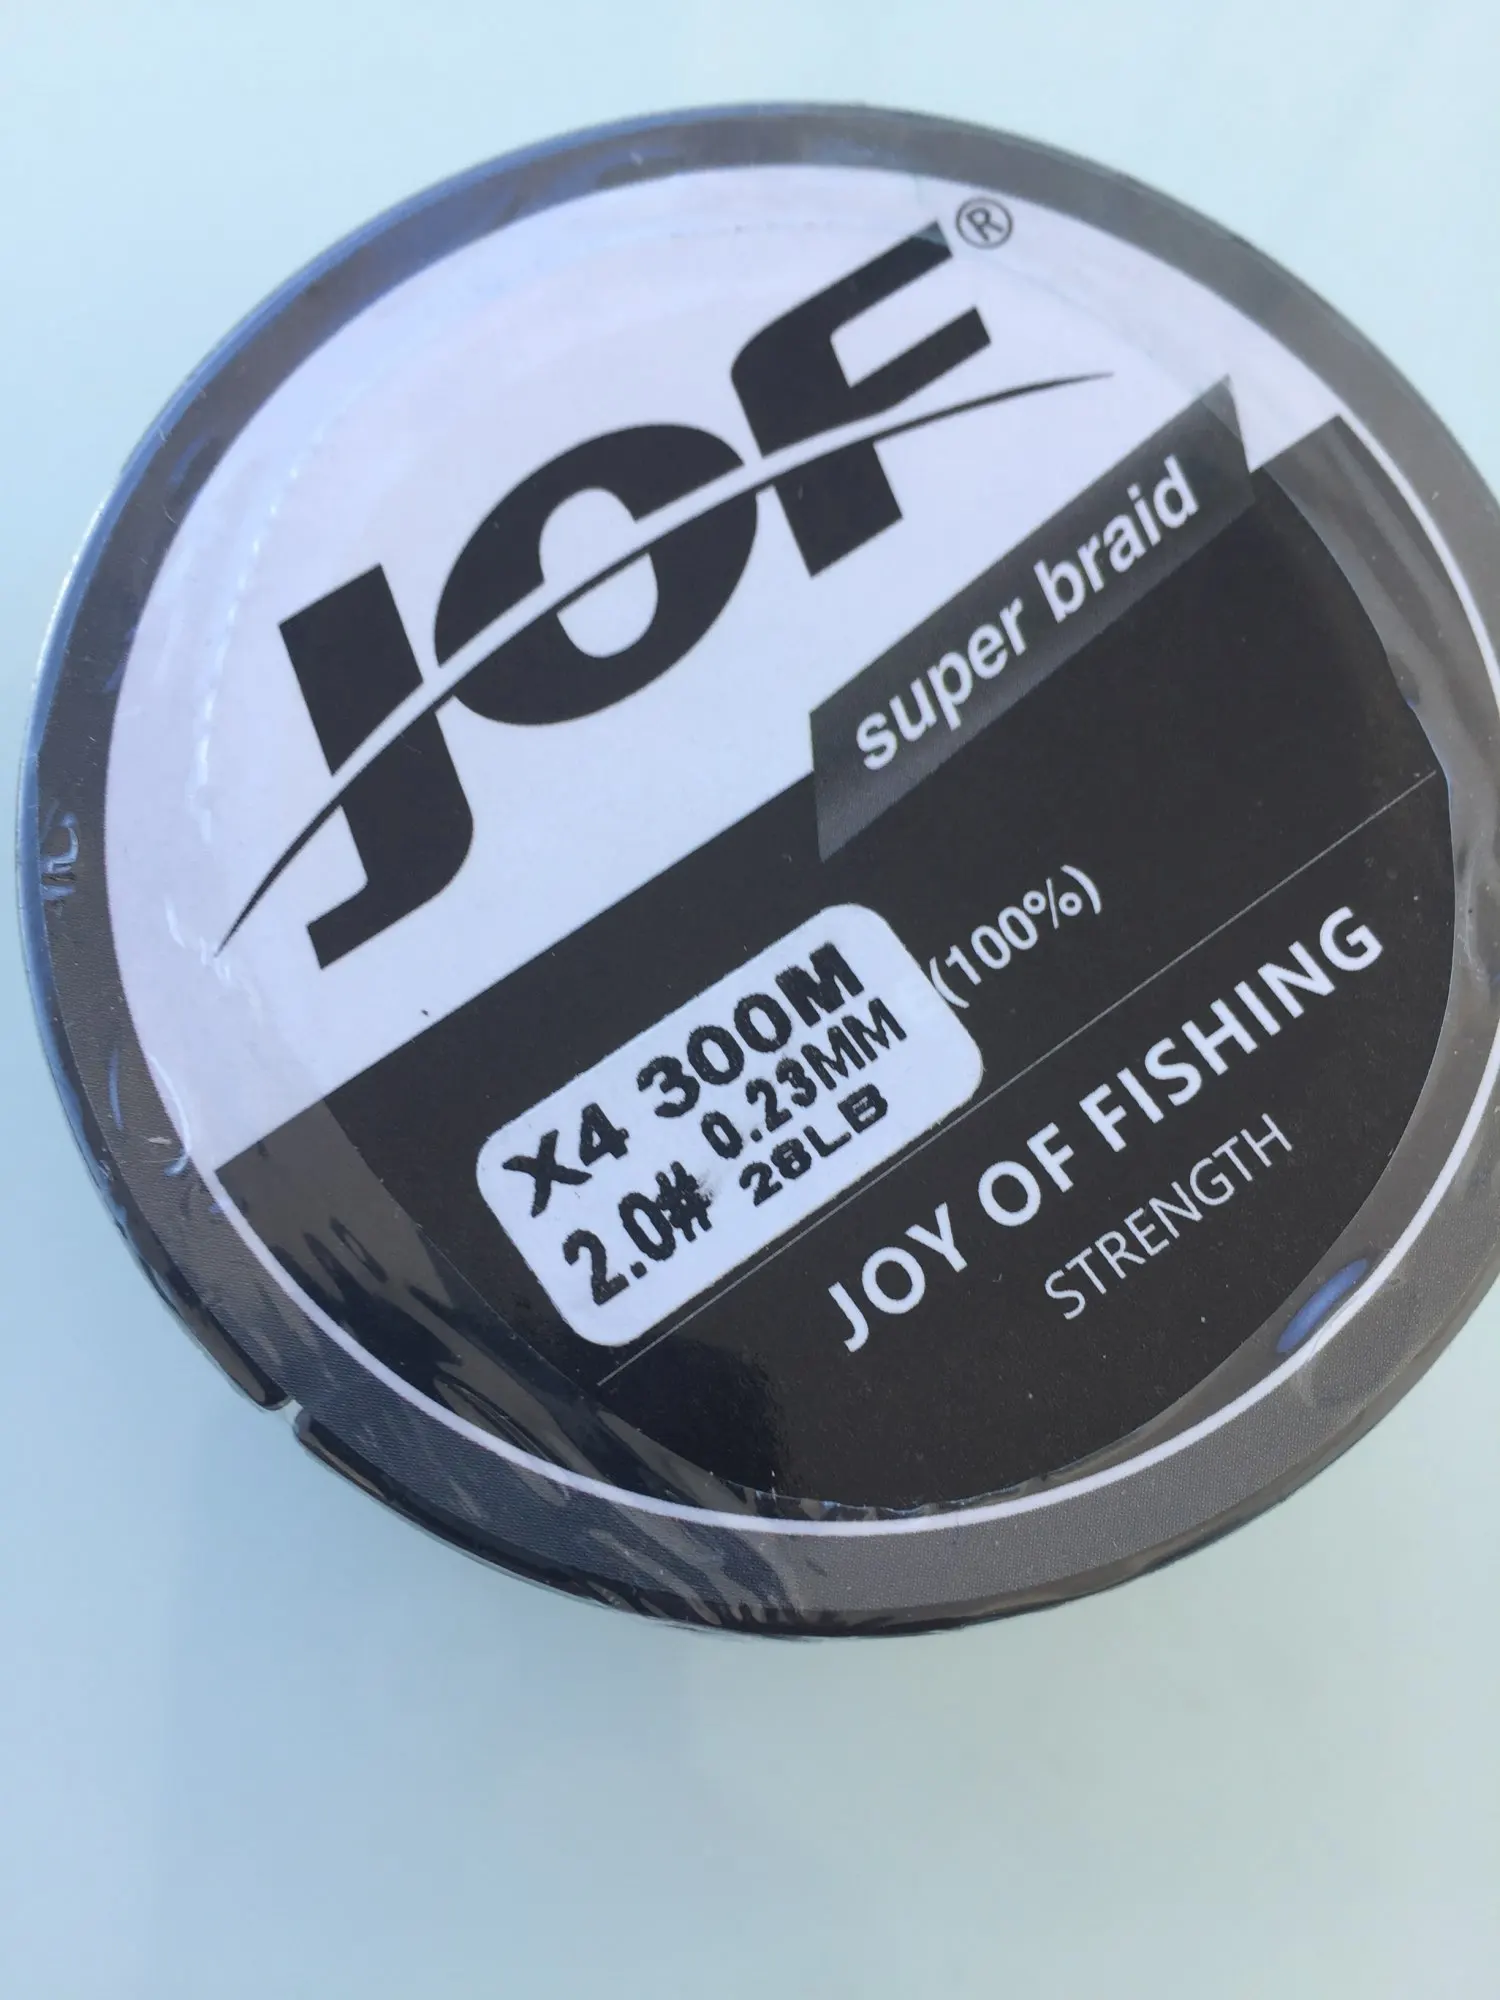 JOF®
super braid
(100%)
X4 300M
2.0# 0.23MM
28LB
JOY OF FISHING
STRENGTH